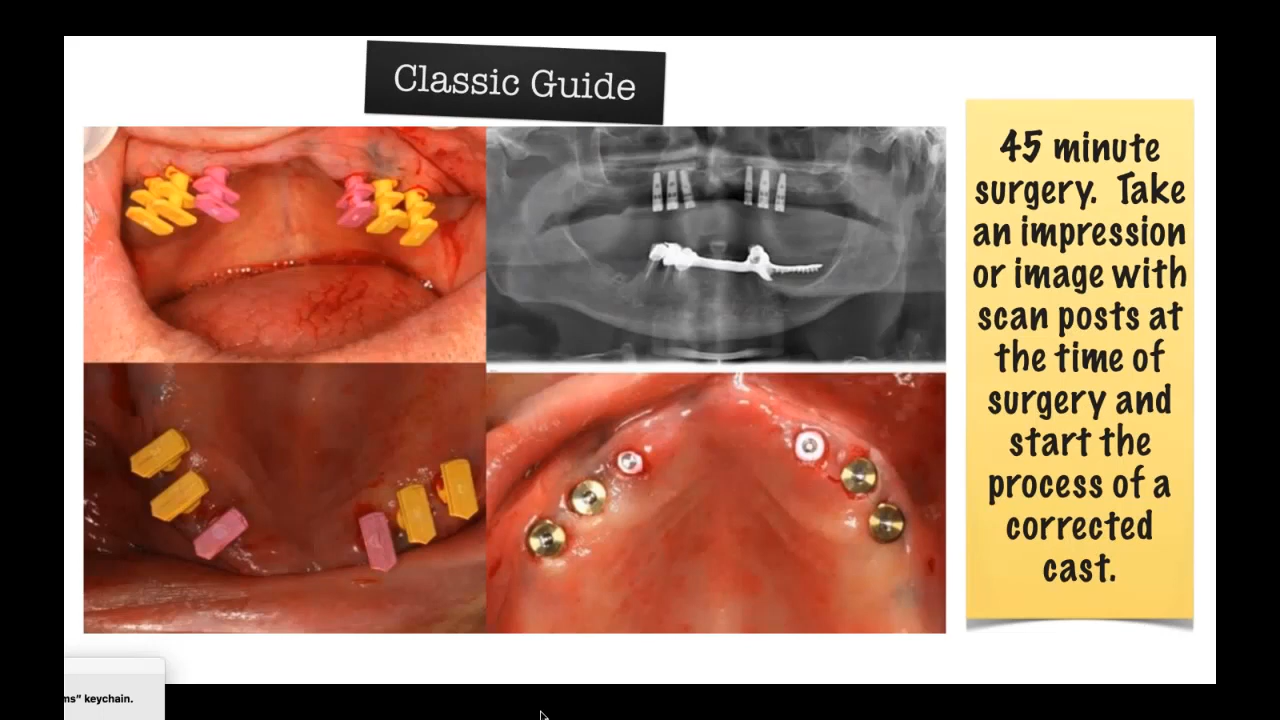 Classic Guide
45 minute
surgery.  Take
an impression
or image with
scan posts at
the time of
surgery and
start the
process of a
corrected
cast.
ms" keychain.